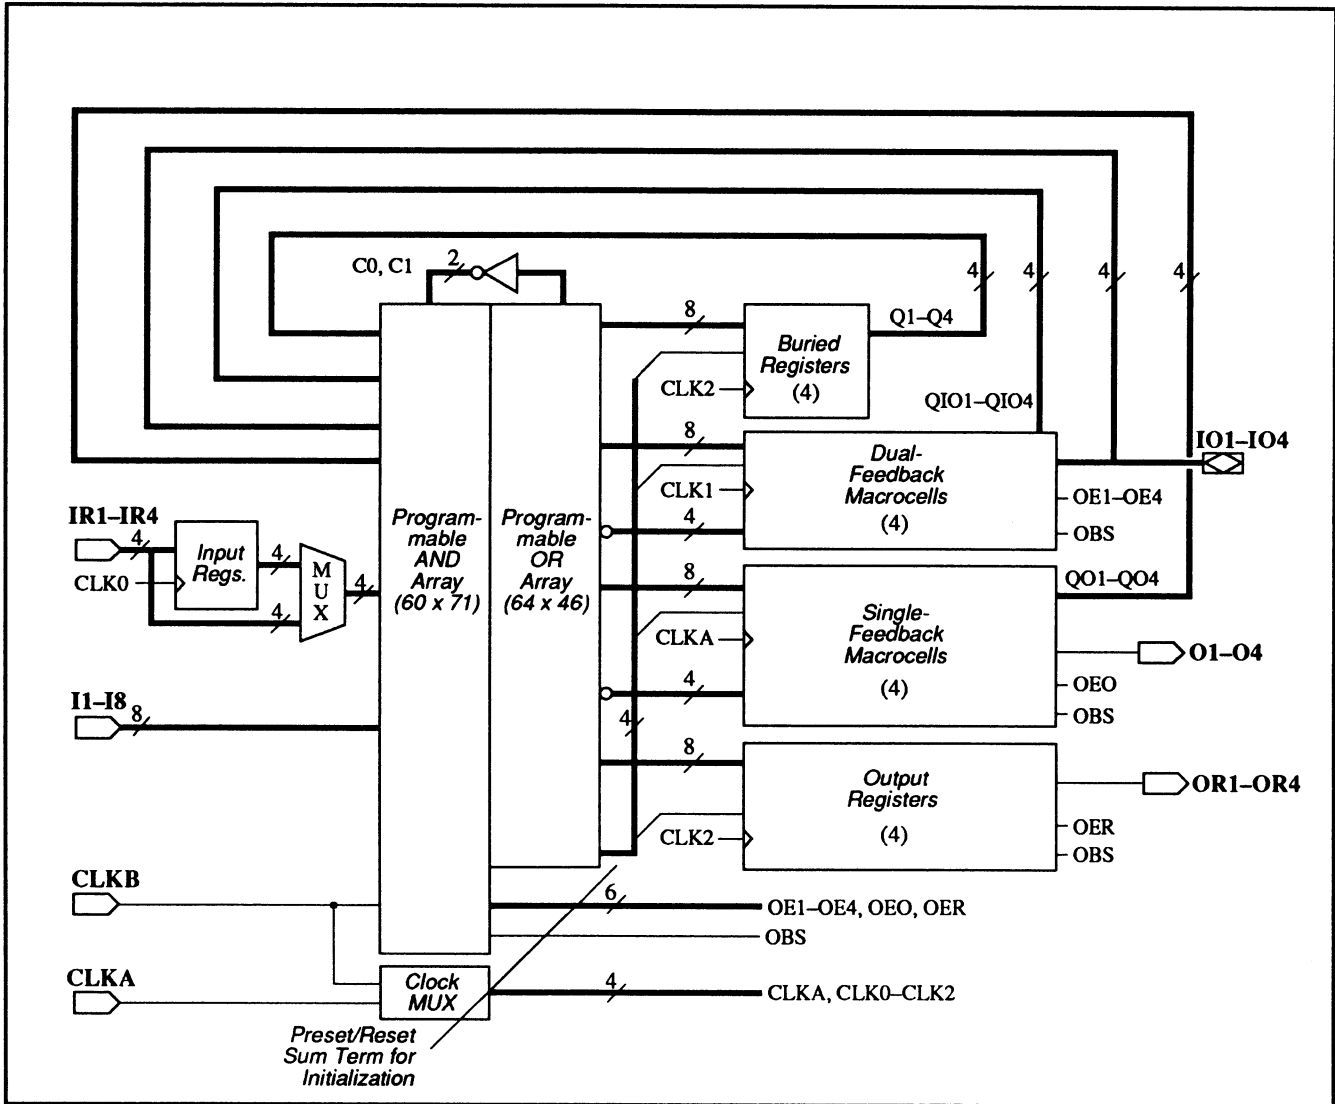 C0, C1
2
4
4
4
4
8
Q1–Q4
Buried
Registers
(4)
CLK2
QIO1–QIO4
8
IO1–IO4
Dual-
Feedback
Macrocells
(4)
CLK1
OE1–OE4
4
OBS
IR1–IR4
4
Input
Regs.
CLK0
4
4
M
U
X
4
Program-
mable
AND
Array
(60 x 71)
Program-
mable
OR
Array
(64 x 46)
8
QO1–QO4
Single-
Feedback
Macrocells
(4)
CLKA
O1–O4
4
OEO
OBS
I1–I8
8
4
8
Output
Registers
(4)
CLK2
OR1–OR4
OER
OBS
CLKB
6
OE1–OE4, OEO, OER
OBS
CLKA
Clock
MUX
4
CLKA, CLK0–CLK2
Preset/Reset
Sum Term for
Initialization